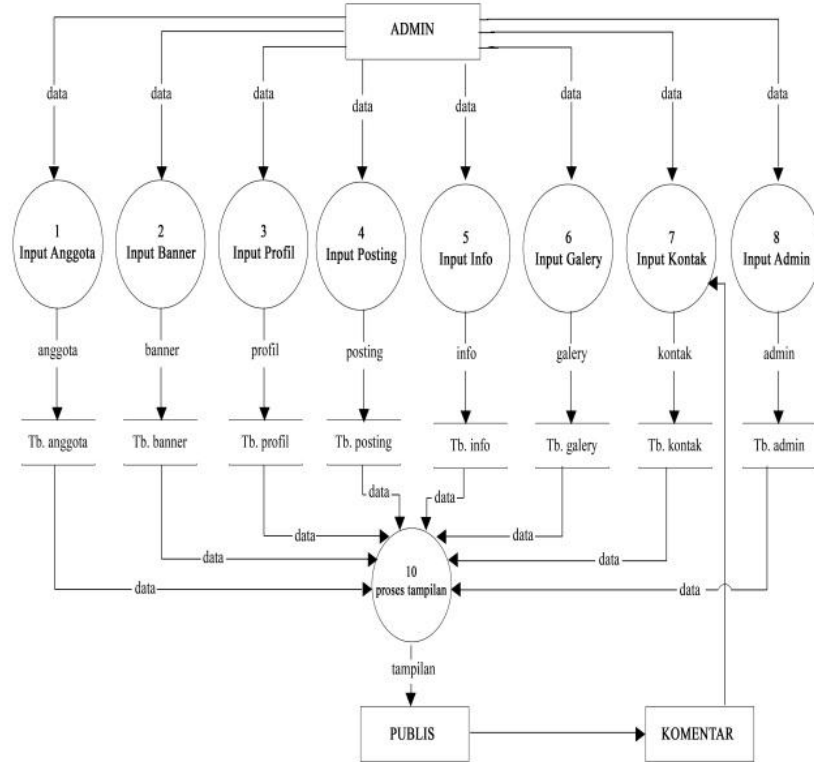 ADMIN
data data data data data data data data
1 2 3 4 5 6 7 8
Input Anggota Input Banner Input Profil Input Posting Input Info Input Galery Input Kontak Input Admin
anggota banner profil posting info galery kontak admin
Tb. anggota Tb. banner Tb. profil Tb. posting Tb. info Tb. galery Tb. kontak Tb. admin
data data
data data
data data
10
proses tampilan
data data
tampilan
PUBLIS KOMENTAR